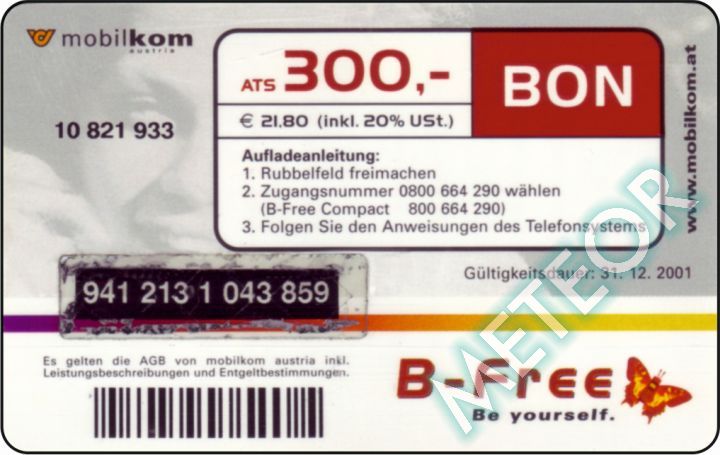 mobilkom
austria
ATS 300,-
BON
€ 21.80 (inkl. 20% USt.)
10 821 933
Aufladeanleitung:
1. Rubbelfeld freimachen
2. Zugangsnummer 0800 664 290 wählen
(B-Free Compact 800 664 290)
3. Folgen Sie den Anweisungen des Telefonsystems
www.mobilkom.at
Gültigkeitsdauer: 31. 12. 2001
941 213 1 043 859
Es gelten die AGB von mobilkom austria inkl.
Leistungsbeschreibungen und Entgeltbestimmungen.
B-Free
Be yourself.
METEOR